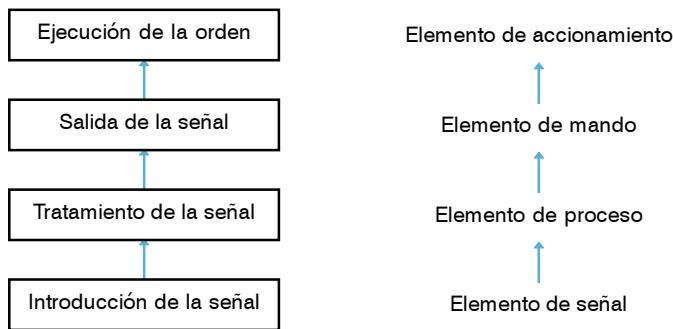 Ejecución de la orden
Elemento de accionamiento
Salida de la señal
Elemento de mando
Tratamiento de la señal
Elemento de proceso
Introducción de la señal
Elemento de señal